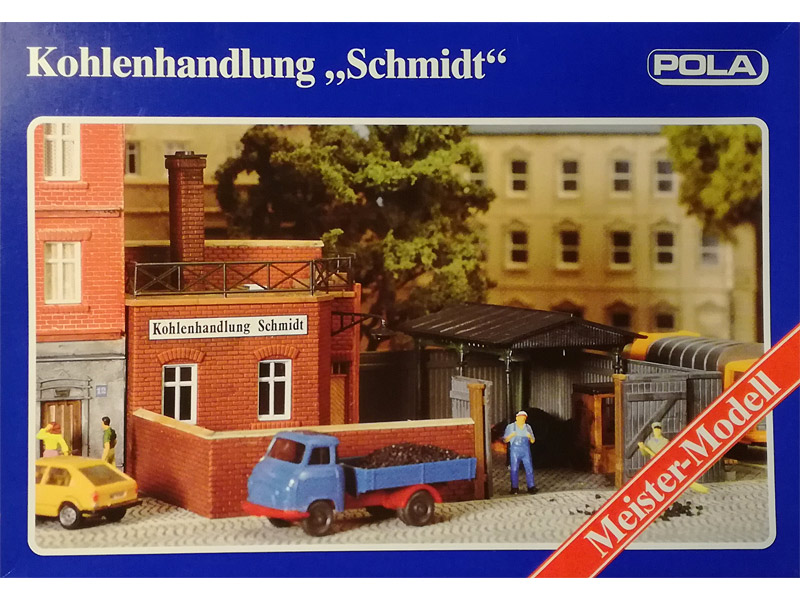 Kohlenhandlung „Schmidt“
POLA
Kohlenhandlung Schmidt
Meister-Modell